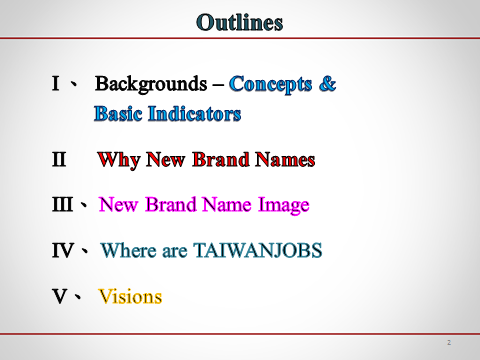 Outlines
I、 Backgrounds – Concepts &
Basic Indicators
II Why New Brand Names
III、 New Brand Name Image
IV、 Where are TAIWANJOBS
V、 Visions
2